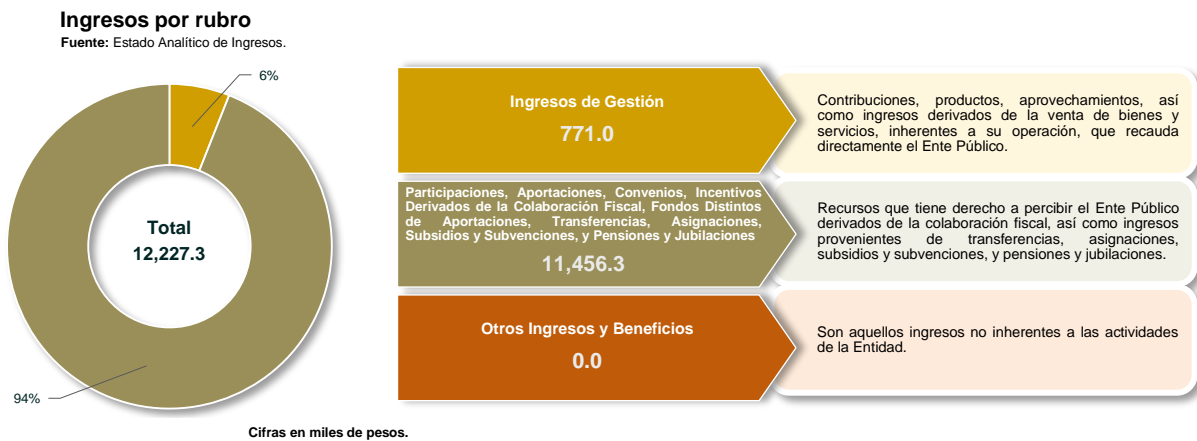 Ingresos por rubro
Fuente: Estado Analítico de Ingresos.
6%
Total
12,227.3
94%
Ingresos de Gestión
771.0
Contribuciones, productos, aprovechamientos, así
como ingresos derivados de la venta de bienes y
servicios, inherentes a su operación, que recauda
directamente el Ente Público.
Participaciones, Aportaciones, Convenios, Incentivos
Derivados de la Colaboración Fiscal, Fondos Distintos
de Aportaciones, Transferencias, Asignaciones,
Subsidios y Subvenciones, y Pensiones y Jubilaciones
11,456.3
Recursos que tiene derecho a percibir el Ente Público
derivados de la colaboración fiscal, así como ingresos
provenientes de transferencias, asignaciones,
subsidios y subvenciones, y pensiones y jubilaciones.
Otros Ingresos y Beneficios
0.0
Son aquellos ingresos no inherentes a las actividades
de la Entidad.
Cifras en miles de pesos.